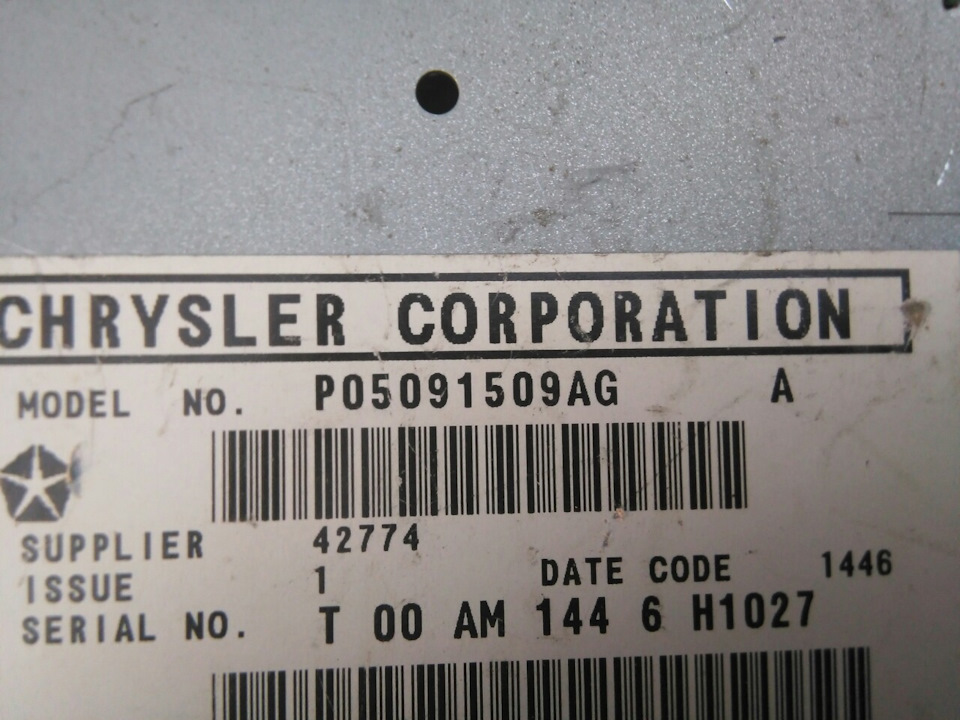 CHRYSLER CORPORATION
MODEL NO. P05091509AG A
SUPPLIER 42774
ISSUE 1 DATE CODE 1446
SERIAL NO. T 00 AM 144 6 H1027